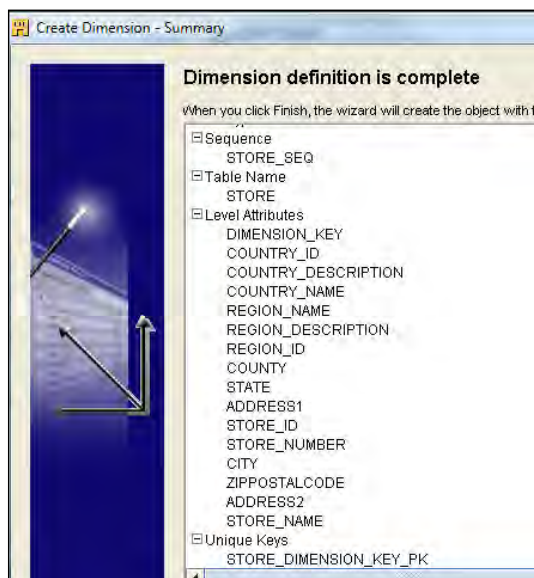 Create Dimension - Summary
Dimension definition is complete
When you click Finish, the wizard will create the object with
Sequence
STORE_SEQ
Table Name
STORE
Level Attributes
DIMENSION_KEY
COUNTRY_ID
COUNTRY_DESCRIPTION
COUNTRY_NAME
REGION_NAME
REGION_DESCRIPTION
REGION_ID
COUNTY
STATE
ADDRESS1
STORE_ID
STORE_NUMBER
CITY
ZIPPOSTALCODE
ADDRESS2
STORE_NAME
Unique Keys
STORE_DIMENSION_KEY_PK